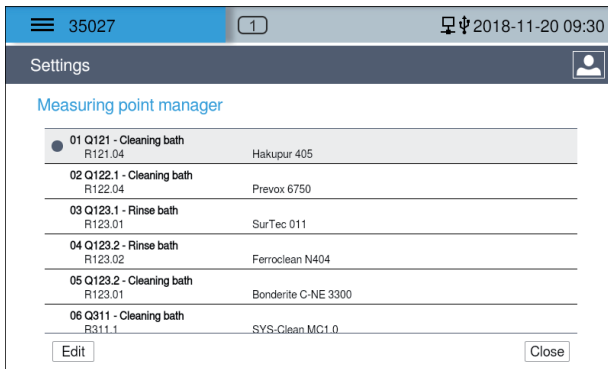 35027
1
2018-11-20 09:30
Settings
Measuring point manager
01 Q121 - Cleaning bath
R121.04 Hakupur 405
02 Q122.1 - Cleaning bath
R122.04 Prevox 6750
03 Q123.1 - Rinse bath
R123.01 SurTec 011
04 Q123.2 - Rinse bath
R123.02 Ferroclean N404
05 Q123.2 - Cleaning bath
R123.01 Bonderite C-NE 3300
06 Q311 - Cleaning bath
R311.1 SYS-Clean MC1.0
Edit Close